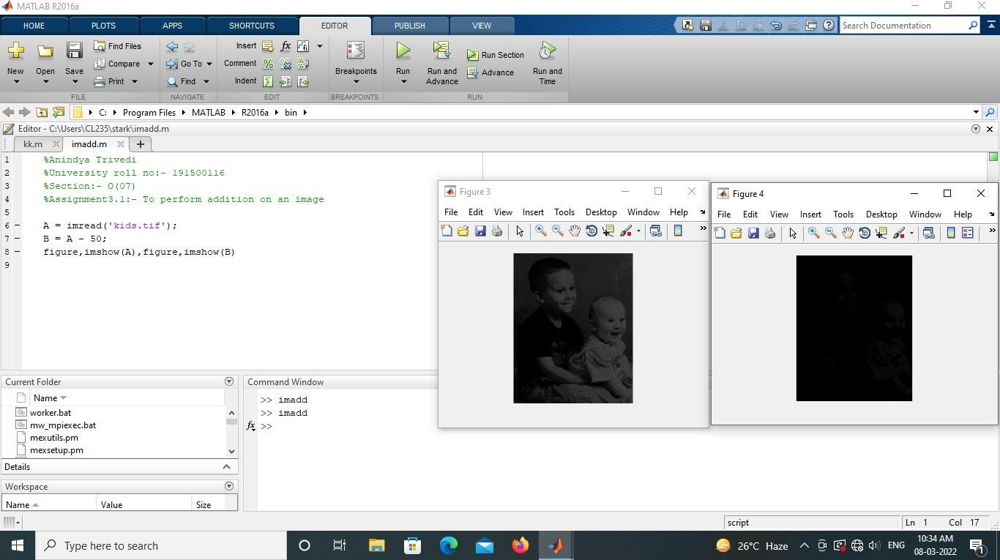 MATLAB R2016a
HOME PLOTS APPS SHORTCUTS EDITOR PUBLISH VIEW Search Documentation
New Open Save Find Files Compare Print Go To Find Insert fx Comment Indent Breakpoints Run Run and Advance Run Section Advance Run and Time
FILE NAVIGATE EDIT BREAKPOINTS RUN
C: Program Files MATLAB R2016a bin
Editor - C:\Users\CL235\stark\imadd.m
kk.m imadd.m
1 %Anindya Trivedi
2 %University roll no:- 191500116
3 %Section:- O(07)
4 %Assignment3.1:- To perform addition on an image
5
6 A = imread('kids.tif');
7 B = A - 50;
8 figure,imshow(A),figure,imshow(B)
9
Figure 3
File Edit View Insert Tools Desktop Window Help
Figure 4
File Edit View Insert Tools Desktop Window Help
Current Folder
Name
worker.bat
mw_mpiexec.bat
mexutils.pm
mexsetup.pm
Details
Workspace
Name Value Size
Command Window
>> imadd
>> imadd
fx >>
script Ln 1 Col 17
Type here to search 26°C Haze ENG 10:34 AM
08-03-2022 1